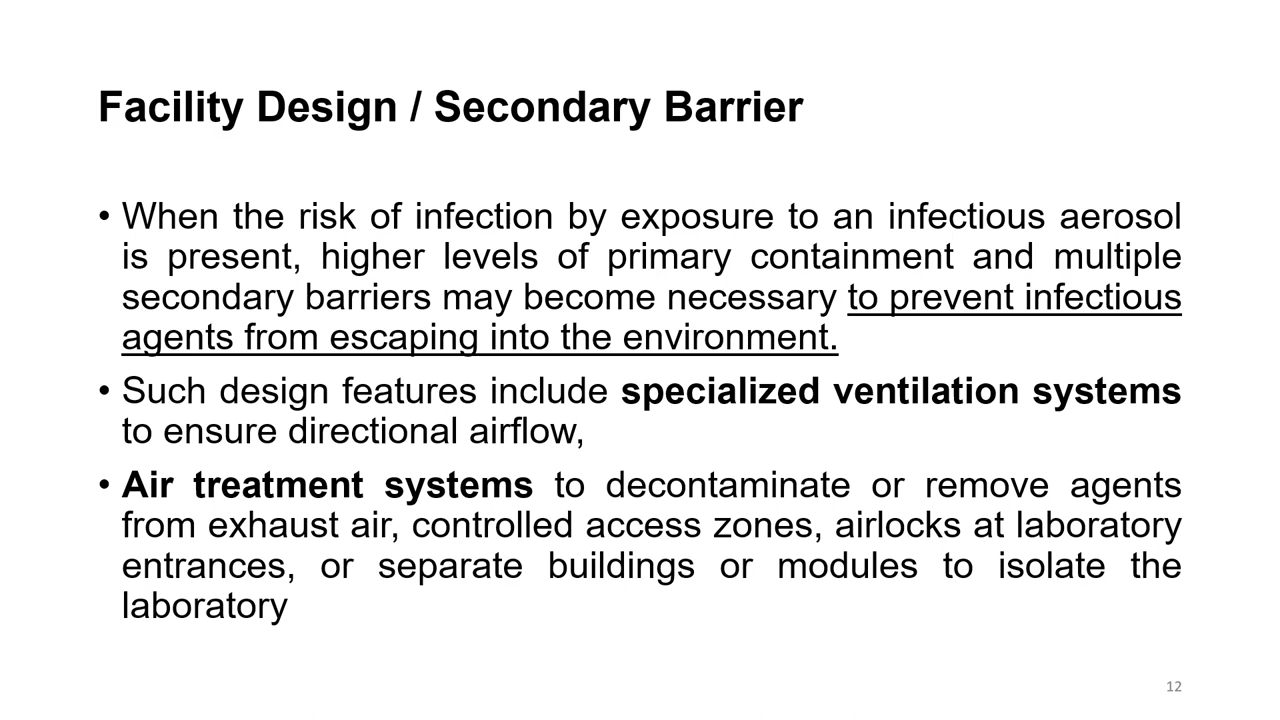 Facility Design / Secondary Barrier
• When the risk of infection by exposure to an infectious aerosol
is present, higher levels of primary containment and multiple
secondary barriers may become necessary to prevent infectious
agents from escaping into the environment.
• Such design features include specialized ventilation systems
to ensure directional airflow,
• Air treatment systems to decontaminate or remove agents
from exhaust air, controlled access zones, airlocks at laboratory
entrances, or separate buildings or modules to isolate the
laboratory
12